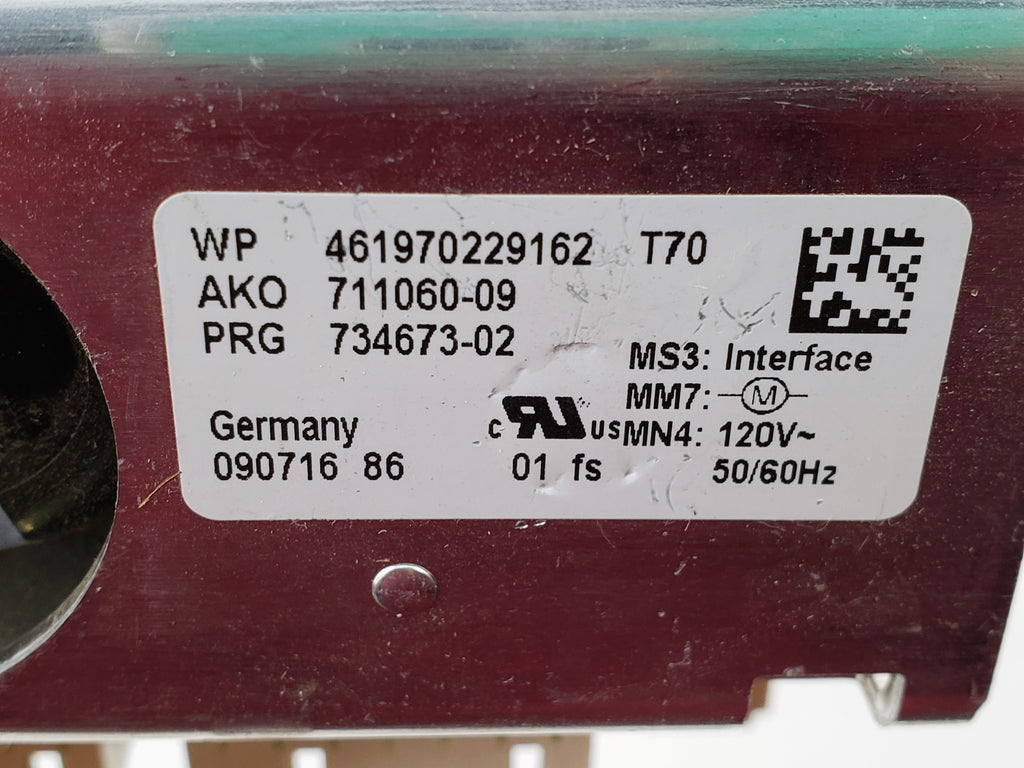 WP 461970229162 T70
AKO 711060-09
PRG 734673-02
MS3: Interface
MM7: M
Germany
c RU US MN4: 120V~
090716 86 01 fs 50/60Hz